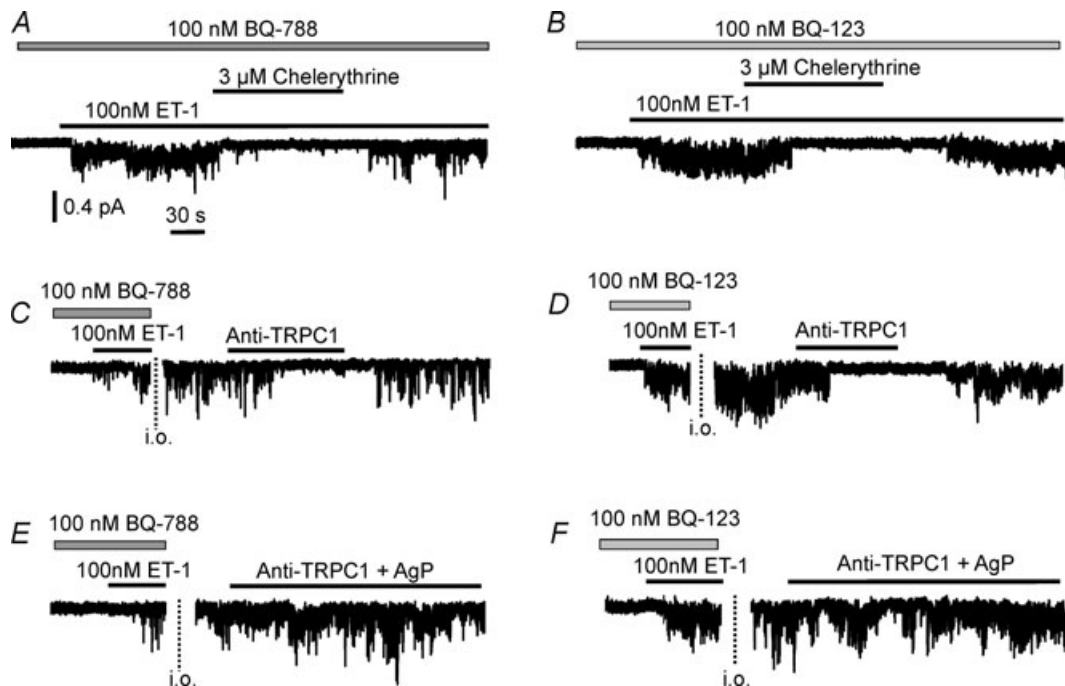 A
100 nM BQ-788
3 µM Chelerythrine
100nM ET-1
0.4 pA
30 s
B
100 nM BQ-123
3 µM Chelerythrine
100nM ET-1
C
100 nM BQ-788
100nM ET-1
Anti-TRPC1
i.o.
D
100 nM BQ-123
100nM ET-1
Anti-TRPC1
i.o.
E
100 nM BQ-788
100nM ET-1
Anti-TRPC1 + AgP
i.o.
F
100 nM BQ-123
100nM ET-1
Anti-TRPC1 + AgP
i.o.